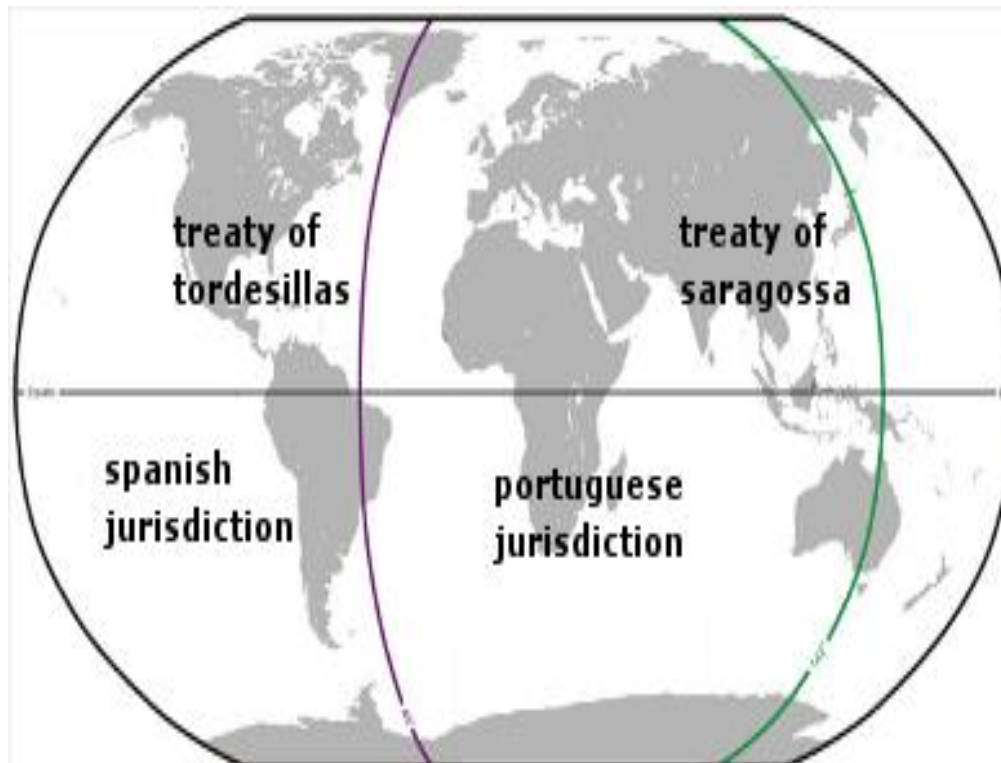 treaty of
tordesillas
treaty of
saragossa
spanish
jurisdiction
portuguese
jurisdiction